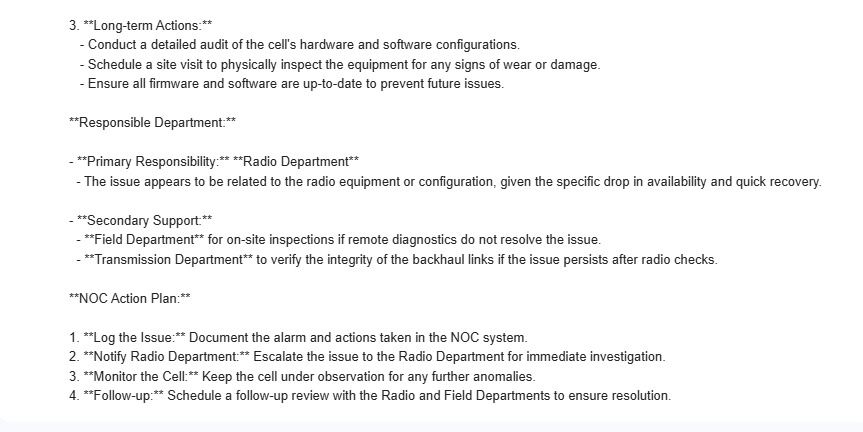 3. **Long-term Actions:**
- Conduct a detailed audit of the cell's hardware and software configurations.
- Schedule a site visit to physically inspect the equipment for any signs of wear or damage.
- Ensure all firmware and software are up-to-date to prevent future issues.
**Responsible Department:**
- **Primary Responsibility:** **Radio Department**
- The issue appears to be related to the radio equipment or configuration, given the specific drop in availability and quick recovery.
- **Secondary Support:**
- **Field Department** for on-site inspections if remote diagnostics do not resolve the issue.
- **Transmission Department** to verify the integrity of the backhaul links if the issue persists after radio checks.
**NOC Action Plan:**
1. **Log the Issue:** Document the alarm and actions taken in the NOC system.
2. **Notify Radio Department:** Escalate the issue to the Radio Department for immediate investigation.
3. **Monitor the Cell:** Keep the cell under observation for any further anomalies.
4. **Follow-up:** Schedule a follow-up review with the Radio and Field Departments to ensure resolution.